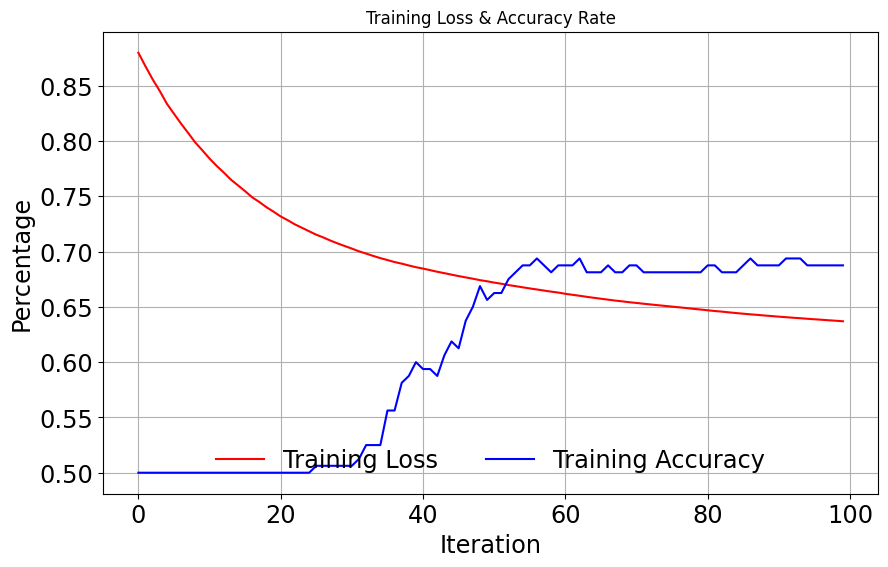 Training Loss & Accuracy Rate
Percentage
0.85
0.80
0.75
0.70
0.65
0.60
0.55
0.50
Training Loss Training Accuracy
0 20 40 60 80 100
Iteration